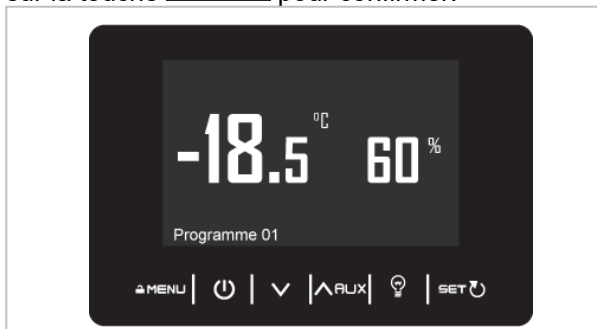 sur la touche pour confirmer.
-18.5 °C 60 %
Programme 01
MENU AUX SET